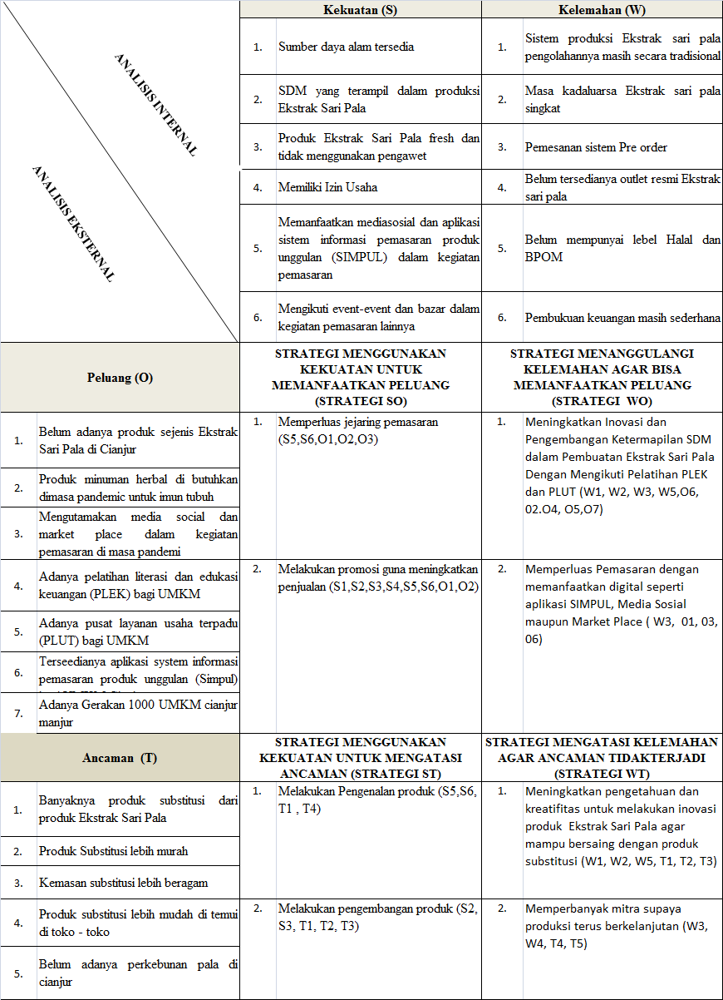 ANALISIS INTERNAL
ANALISIS EKSTERNAL
Kekuatan (S)
Kelemahan (W)
1.
Sumber daya alam tersedia
1.
Sistem produksi Ekstrak sari pala
pengolahannya masih secara tradisional
2.
SDM yang terampil dalam produksi
Ekstrak Sari Pala
2.
Masa kadaluarsa Ekstrak sari pala
singkat
3.
Produk Ekstrak Sari Pala fresh dan
tidak menggunakan pengawet
3.
Pemesanan sistem Pre order
4.
Memiliki Izin Usaha
4.
Belum tersedianya outlet resmi Ekstrak
sari pala
5.
Memanfaatkan mediasosial dan aplikasi
sistem informasi pemasaran produk
unggulan (SIMPUL) dalam kegiatan
pemasaran
5.
Belum mempunyai lebel Halal dan
BPOM
6.
Mengikuti event-event dan bazar dalam
kegiatan pemasaran lainnya
6.
Pembukuan keuangan masih sederhana
Peluang (O)
STRATEGI MENGGUNAKAN
KEKUATAN UNTUK
MEMANFAATKAN PELUANG
(STRATEGI SO)
STRATEGI MENANGGULANGI
KELEMAHAN AGAR BISA
MEMANFAATKAN PELUANG
(STRATEGI WO)
1.
Belum adanya produk sejenis Ekstrak
Sari Pala di Cianjur
2.
Produk minuman herbal di butuhkan
dimasa pandemic untuk imun tubuh
3.
Mengutamakan media social dan
market place dalam kegiatan
pemasaran di masa pandemi
1.
Memperluas jejaring pemasaran
(S5,S6,O1,O2,O3)
1.
Meningkatkan Inovasi dan
Pengembangan Ketermapilan SDM
dalam Pembuatan Ekstrak Sari Pala
Dengan Mengikuti Pelatihan PLEK
dan PLUT (W1, W2, W3, W5,O6,
02.O4, O5,O7)
4.
Adanya pelatihan literasi dan edukasi
keuangan (PLEK) bagi UMKM
5.
Adanya pusat layanan usaha terpadu
(PLUT) bagi UMKM
6.
Terseedianya aplikasi system informasi
pemasaran produk unggulan (Simpul)
7.
Adanya Gerakan 1000 UMKM cianjur
manjur
2.
Melakukan promosi guna meningkatkan
penjualan (S1,S2,S3,S4,S5,S6,O1,O2)
2.
Memperluas Pemasaran dengan
memanfaatkan digital seperti
aplikasi SIMPUL, Media Sosial
maupun Market Place ( W3, 01, 03,
06)
Ancaman (T)
STRATEGI MENGGUNAKAN
KEKUATAN UNTUK MENGATASI
ANCAMAN (STRATEGI ST)
STRATEGI MENGATASI KELEMAHAN
AGAR ANCAMAN TIDAKTERJADI
(STRATEGI WT)
1.
Banyaknya produk substitusi dari
produk Ekstrak Sari Pala
2.
Produk Substitusi lebih murah
3.
Kemasan substitusi lebih beragam
1.
Melakukan Pengenalan produk (S5,S6,
T1 , T4)
1.
Meningkatkan pengetahuan dan
kreatifitas untuk melakukan inovasi
produk Ekstrak Sari Pala agar
mampu bersaing dengan produk
substitusi (W1, W2, W5, T1, T2, T3)
4.
Produk substitusi lebih mudah di temui
di toko - toko
5.
Belum adanya perkebunan pala di
cianjur
2.
Melakukan pengembangan produk (S2,
S3, T1, T2, T3)
2.
Memperbanyak mitra supaya
produksi terus berkelanjutan (W3,
W4, T4, T5)